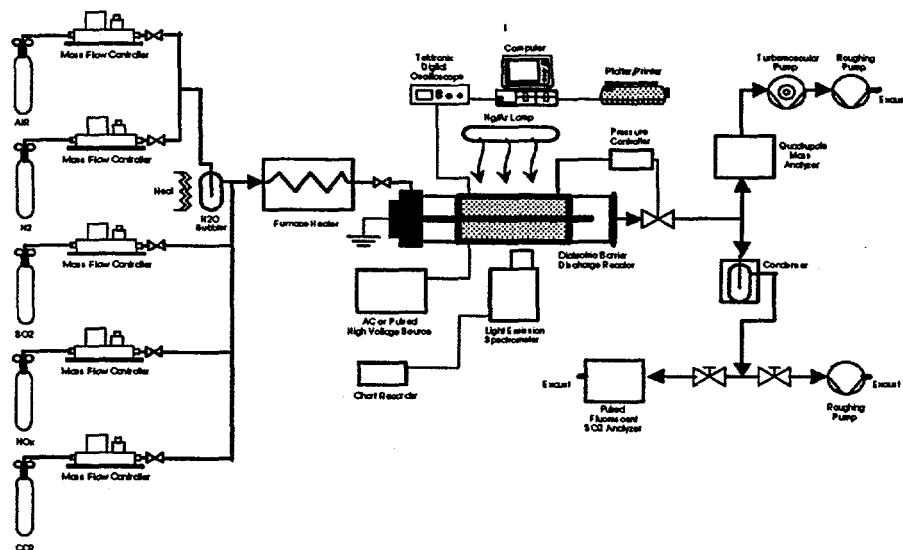 Mass Flow Controller
AIR
Mass Flow Controller
N2
Heat
H2O
Bubbler
Furnace Heater
Mass Flow Controller
SO2
Mass Flow Controller
NOx
Mass Flow Controller
Tektronix
Digital
Oscilloscope
Computer
Plotter/Printer
Hg/Ar Lamp
Pressure
Controller
Dielectric Barrier
Discharge Reactor
AC or Pulsed
High Voltage Source
Light Emission
Spectrometer
Chart Recorder
Turbomolecular
Pump
Roughing
Pump
Exaust
Quadrupole
Mass
Analyzer
Condenser
Exaust
Pulsed
Fluorescent
SO2 Analyzer
Roughing
Pump
Exaust